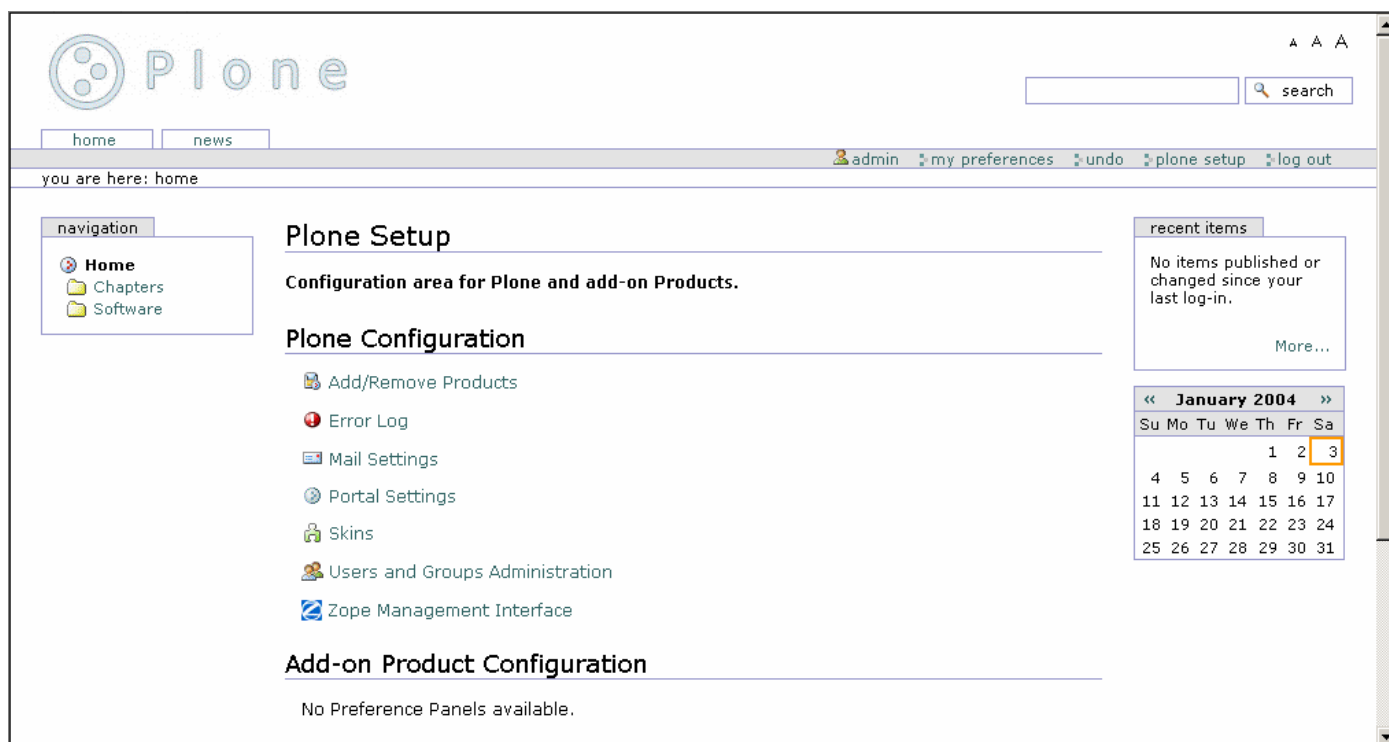 Plone
A A A
search
home news
admin my preferences undo plone setup log out
you are here: home
navigation
Home
Chapters
Software
Plone Setup
Configuration area for Plone and add-on Products.
Plone Configuration
Add/Remove Products
Error Log
Mail Settings
Portal Settings
Skins
Users and Groups Administration
Zope Management Interface
Add-on Product Configuration
No Preference Panels available.
recent items
No items published or
changed since your
last log-in.
More...
« January 2004 »
Su Mo Tu We Th Fr Sa
1 2 3
4 5 6 7 8 9 10
11 12 13 14 15 16 17
18 19 20 21 22 23 24
25 26 27 28 29 30 31